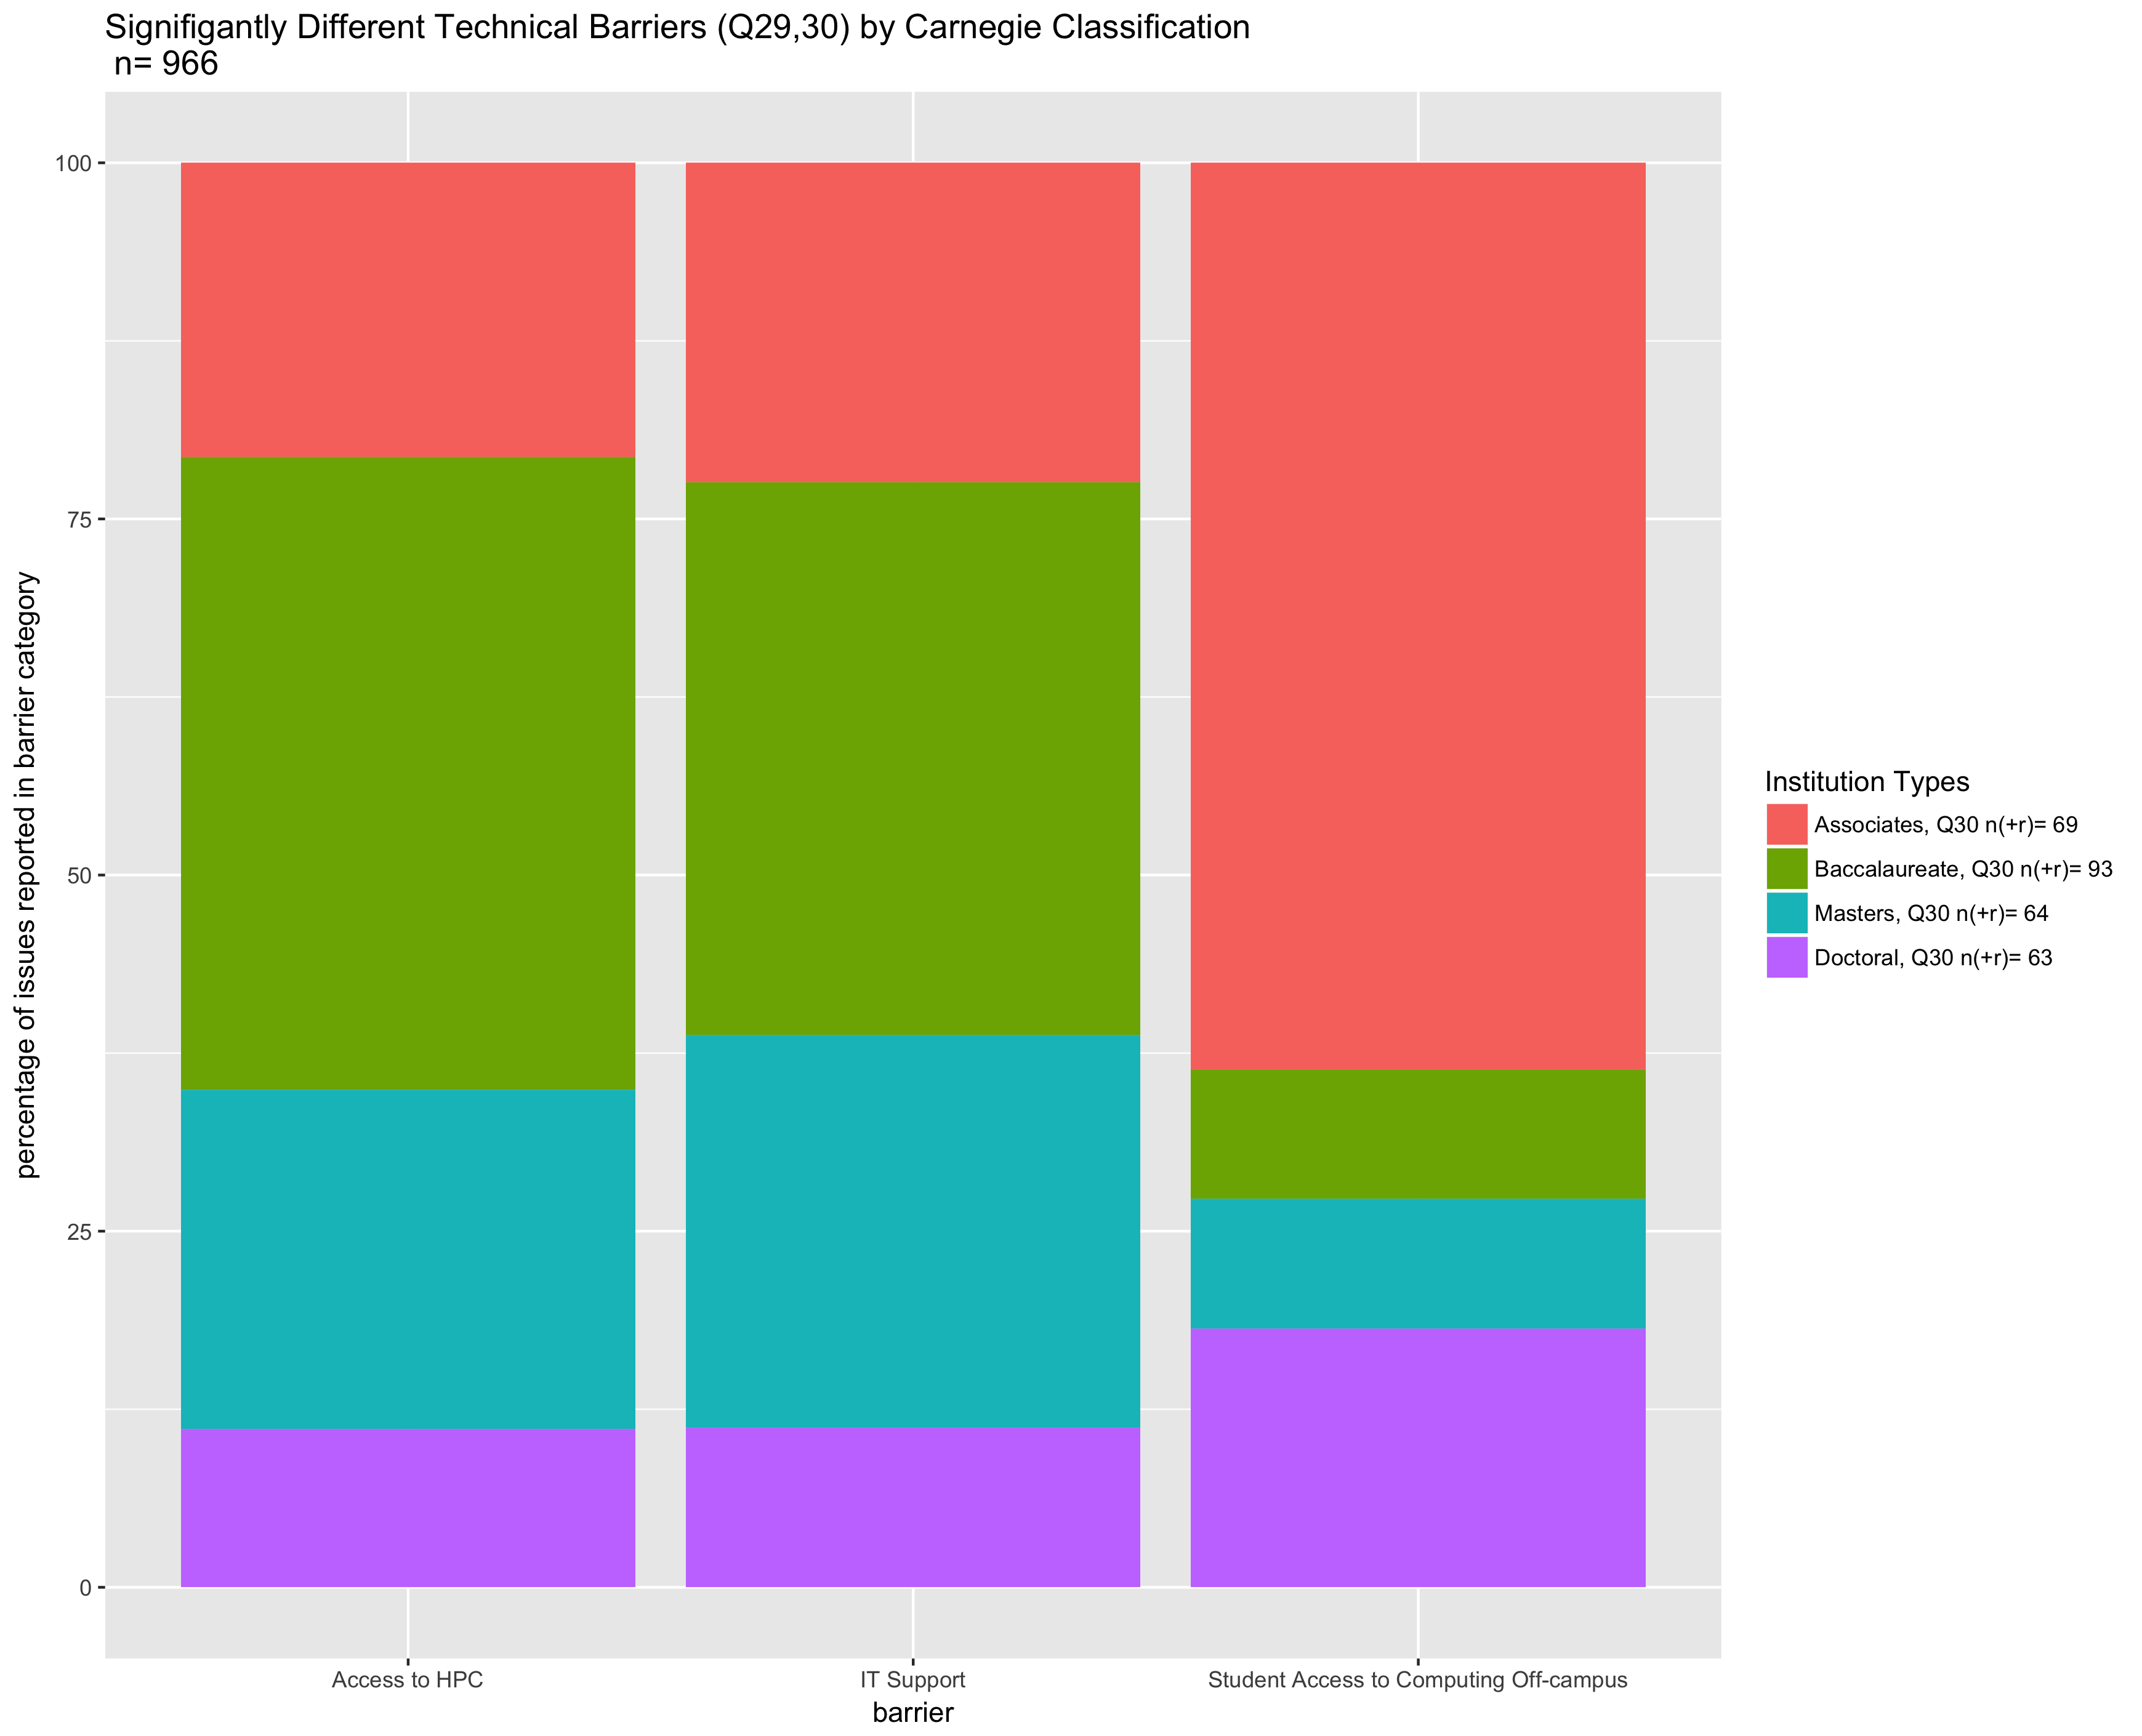 Signifigantly Different Technical Barriers (Q29,30) by Carnegie Classification
n= 966
percentage of issues reported in barrier category
100
75
50
25
0
Access to HPC
IT Support
Student Access to Computing Off-campus
barrier
Institution Types
Associates, Q30 n(+r)= 69
Baccalaureate, Q30 n(+r)= 93
Masters, Q30 n(+r)= 64
Doctoral, Q30 n(+r)= 63